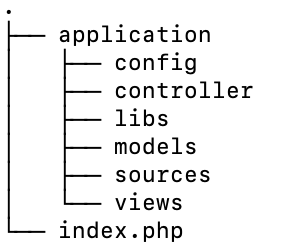 .
├── application
│   ├── config
│   ├── controller
│   ├── libs
│   ├── models
│   ├── sources
│   └── views
└── index.php